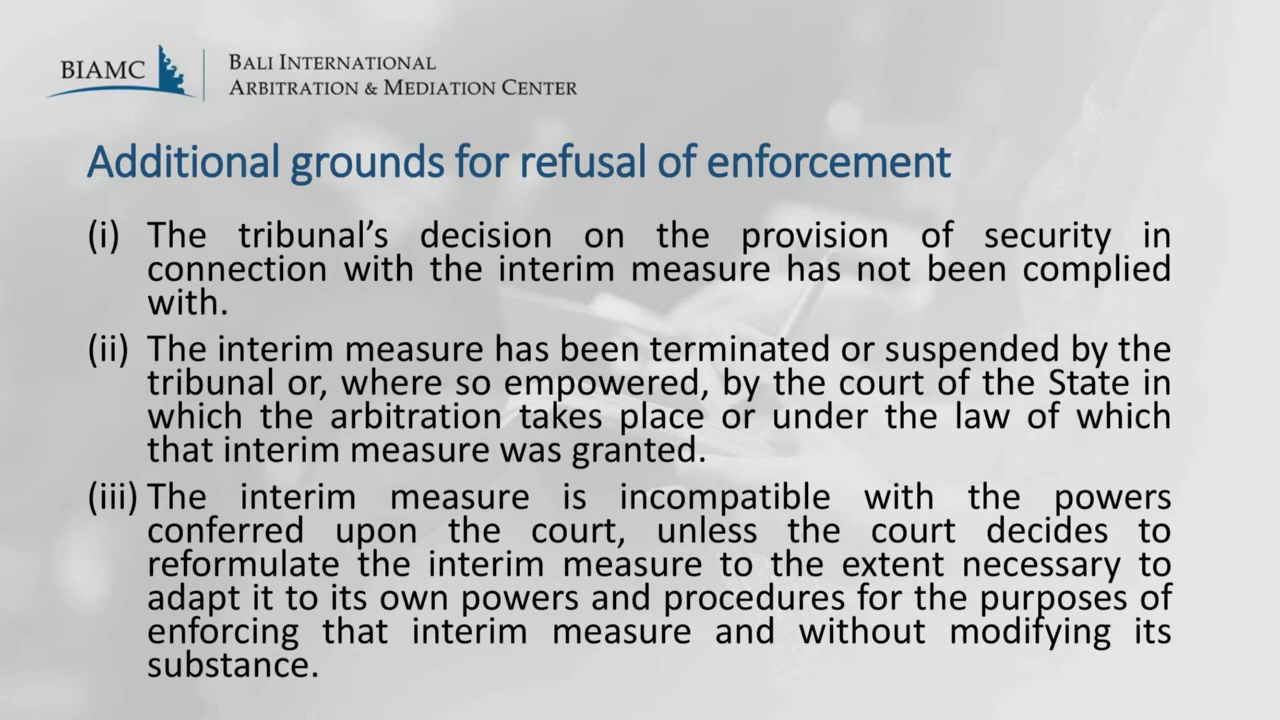 BIAMC
BALI INTERNATIONAL
ARBITRATION & MEDIATION CENTER
Additional grounds for refusal of enforcement
(i) The tribunal’s decision on the provision of security in
connection with the interim measure has not been complied
with.
(ii) The interim measure has been terminated or suspended by the
tribunal or, where so empowered, by the court of the State in
which the arbitration takes place or under the law of which
that interim measure was granted.
(iii) The interim measure is incompatible with the powers
conferred upon the court, unless the court decides to
reformulate the interim measure to the extent necessary to
adapt it to its own powers and procedures for the purposes of
enforcing that interim measure and without modifying its
substance.